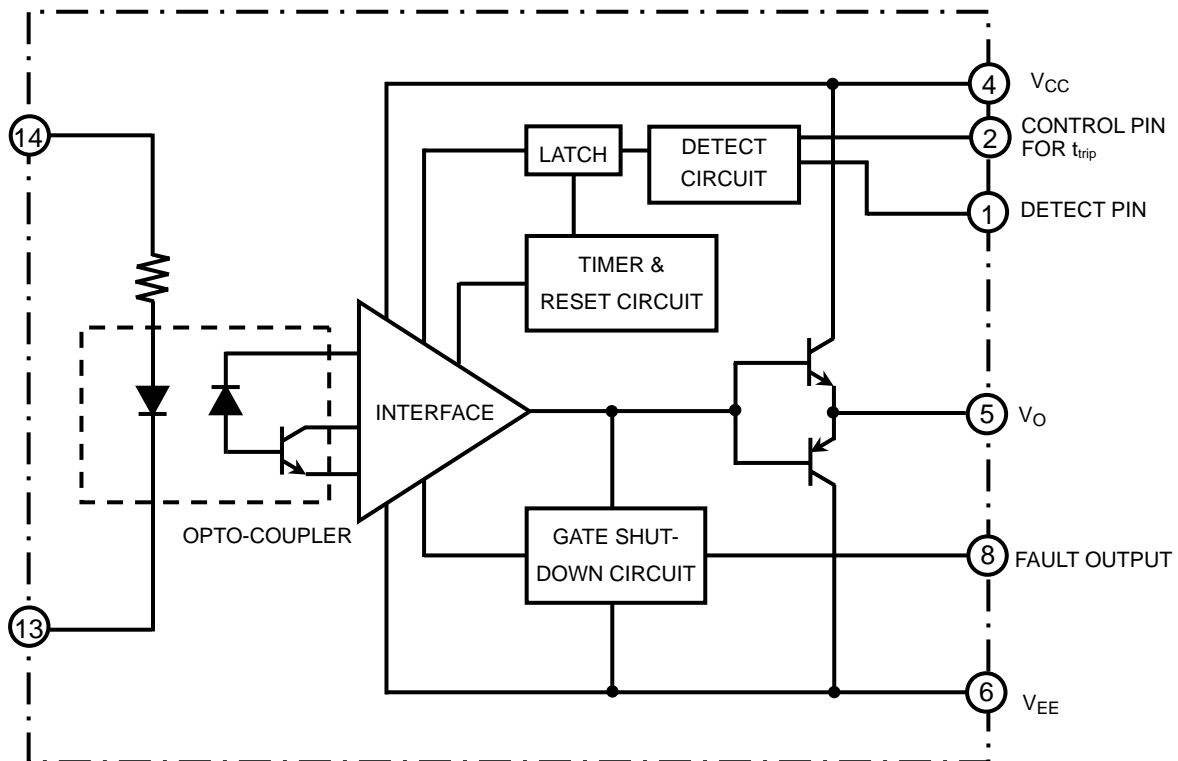 14
13
OPTO-COUPLER
INTERFACE
LATCH
DETECT
CIRCUIT
TIMER &
RESET CIRCUIT
GATE SHUT-
DOWN CIRCUIT
4 VCC
2 CONTROL PIN
FOR ttrip
1 DETECT PIN
5 VO
8 FAULT OUTPUT
6 VEE